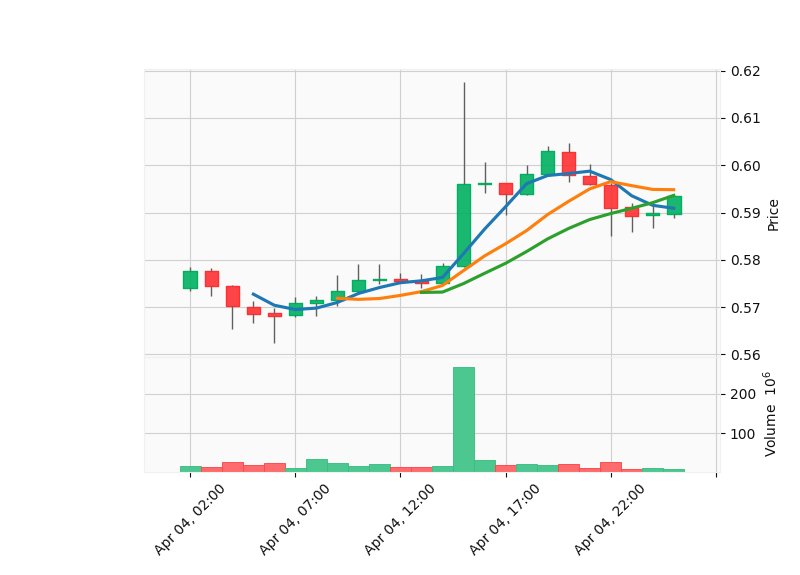 0.62
0.61
0.60
0.59
0.58
0.57
0.56
Price
200
100
Volume 10⁶
Apr 04, 02:00
Apr 04, 07:00
Apr 04, 12:00
Apr 04, 17:00
Apr 04, 22:00